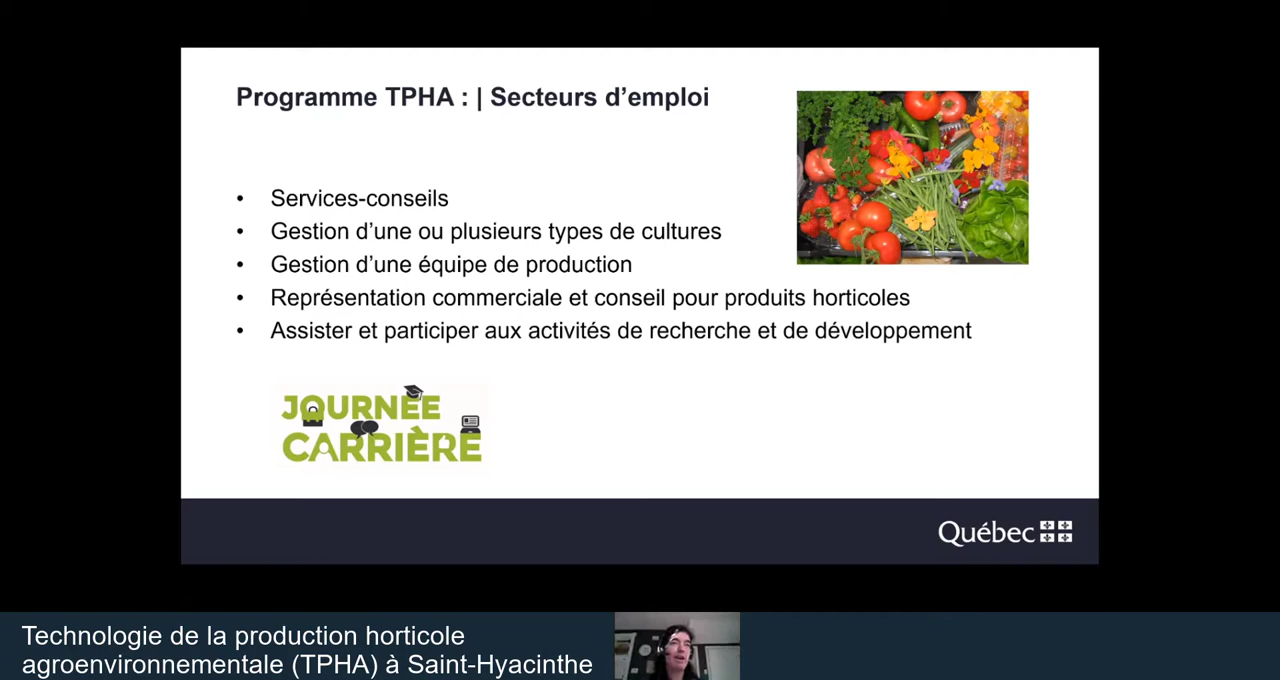 Programme TPHA : | Secteurs d’emploi
• Services-conseils
• Gestion d’une ou plusieurs types de cultures
• Gestion d’une équipe de production
• Représentation commerciale et conseil pour produits horticoles
• Assister et participer aux activités de recherche et de développement
JOURNÉE
CARRIÈRE
Québec
Technologie de la production horticole
agroenvironnementale (TPHA) à Saint-Hyacinthe